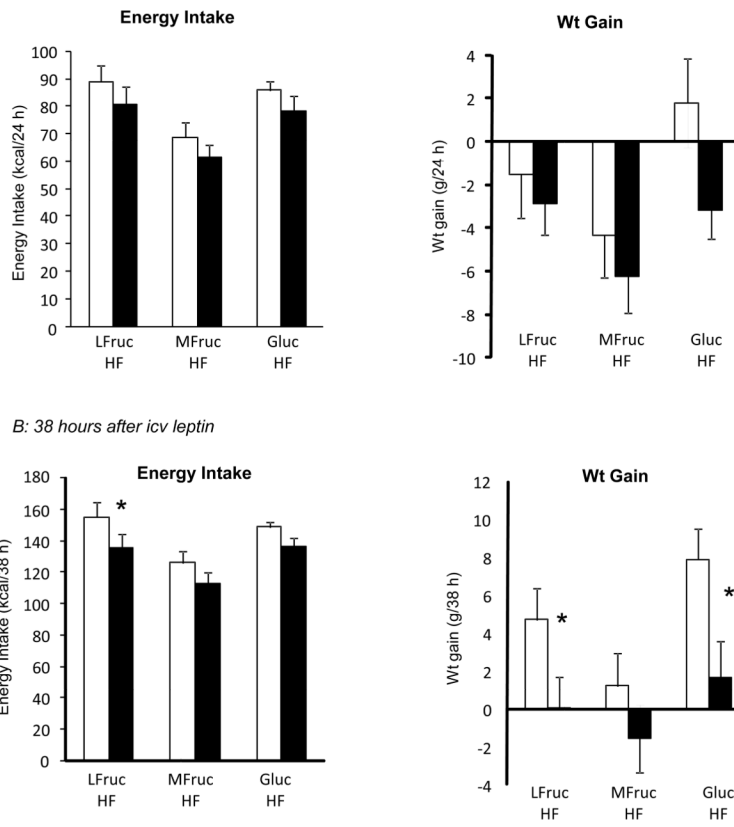 Energy Intake
Energy Intake (kcal/24 h)
100
90
80
70
60
50
40
30
20
10
0
LFruc MFruc Gluc
HF HF HF
Wt Gain
Wt gain (g/24 h)
4
2
0
-2
-4
-6
-8
-10
LFruc MFruc Gluc
HF HF HF
B: 38 hours after icv leptin
Energy Intake
Energy Intake (kcal/38 h)
180
160
140
120
100
80
60
40
20
0
*
LFruc MFruc Gluc
HF HF HF
Wt Gain
Wt gain (g/38 h)
12
10
8
6
4
2
0
-2
-4
*
*
LFruc MFruc Gluc
HF HF HF